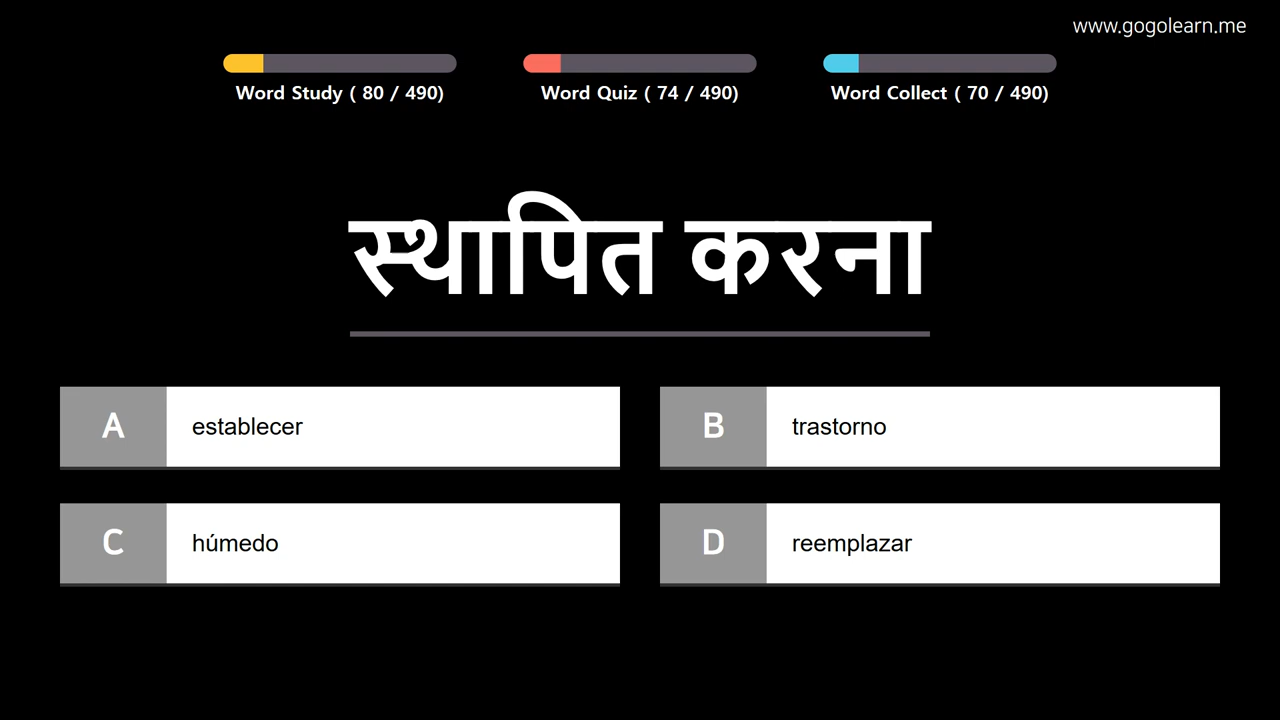 www.gogolearn.me
Word Study ( 80 / 490)
Word Quiz ( 74 / 490)
Word Collect ( 70 / 490)
स्थापित करना
A establecer
B trastorno
C húmedo
D reemplazar